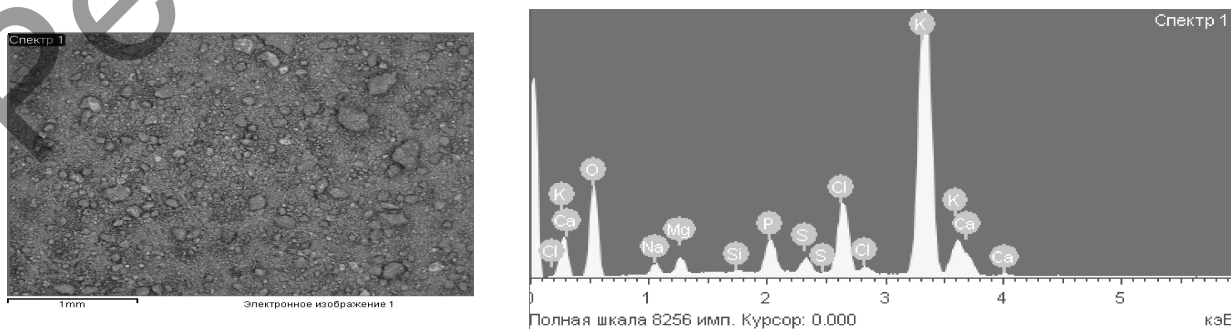 Спектр 1
1mm
Электронное изображение 1
Спектр 1
K
K
O
Cl
K
Ca
P
S
Na
Mg
Si
S
Cl
Ca
Cl
Ca
0 1 2 3 4 5
Полная шкала 8256 имп. Курсор: 0.000
кэВ